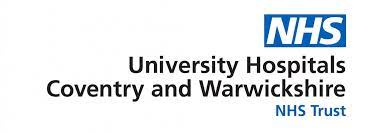 NHS
University Hospitals
Coventry and Warwickshire
NHS Trust